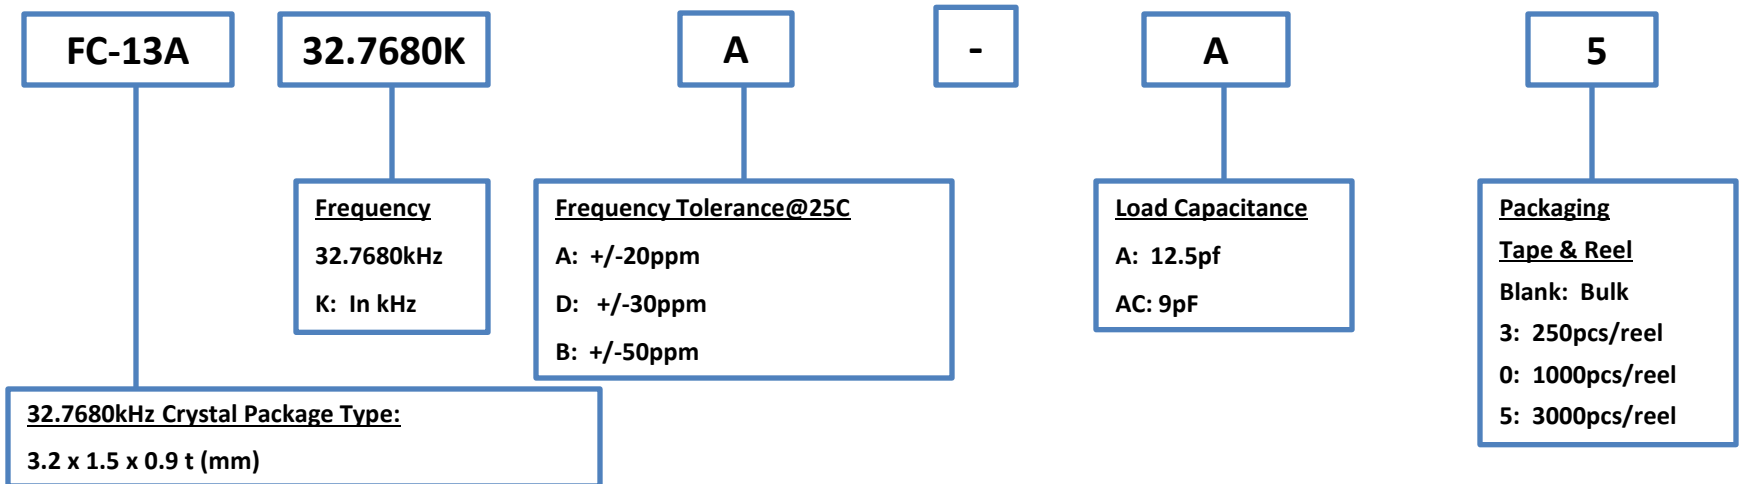 FC-13A
32.7680K
A
-
A
5
Frequency
32.7680kHz
K: In kHz
Frequency Tolerance@25C
A: +/-20ppm
D: +/-30ppm
B: +/-50ppm
Load Capacitance
A: 12.5pf
AC: 9pF
Packaging
Tape & Reel
Blank: Bulk
3: 250pcs/reel
0: 1000pcs/reel
5: 3000pcs/reel
32.7680kHz Crystal Package Type:
3.2 x 1.5 x 0.9 t (mm)